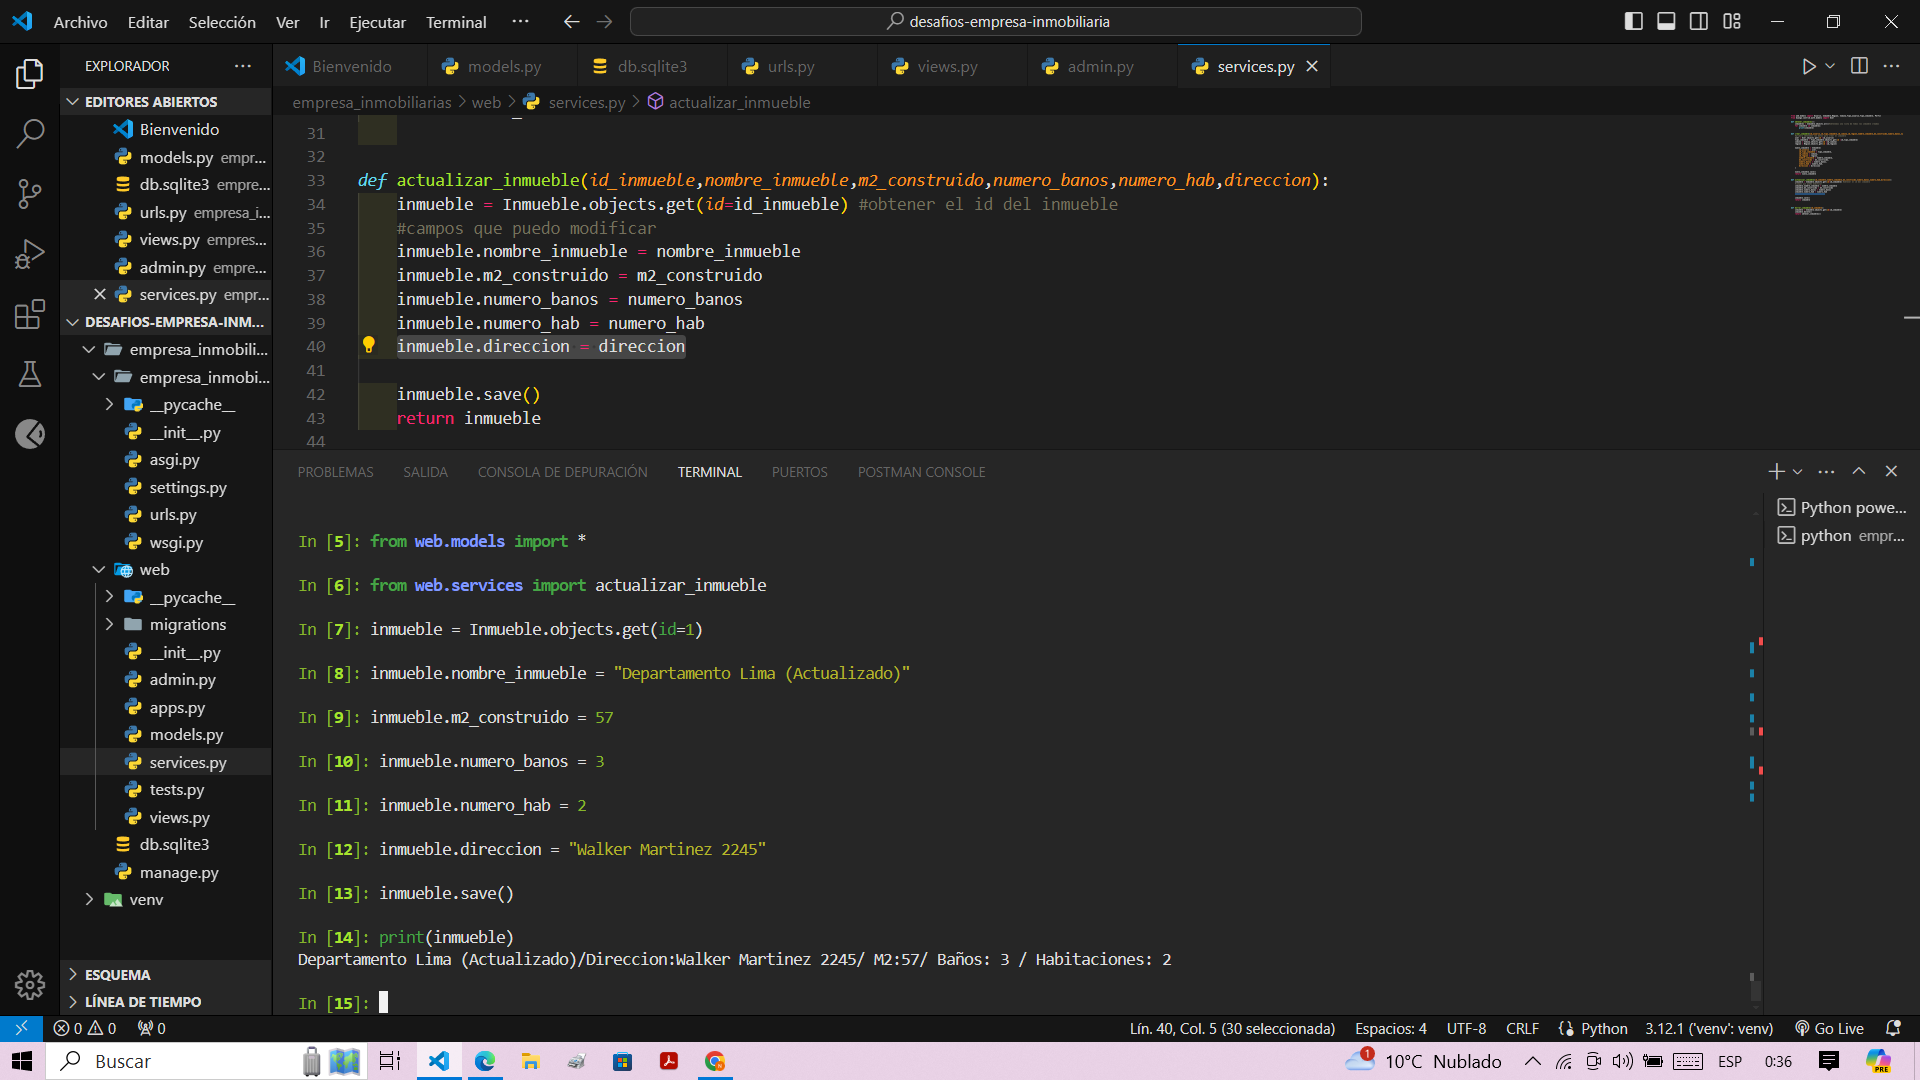 Archivo Editar Selección Ver Ir Ejecutar Terminal ··· desafios-empresa-inmobiliaria
EXPLORADOR ···
EDITORES ABIERTOS
Bienvenido
models.py empr...
db.sqlite3 empre...
urls.py empresa_i...
views.py empres...
admin.py empre...
services.py empr...
DESAFIOS-EMPRESA-INM...
empresa_inmobili...
empresa_inmobi...
__pycache__
__init__.py
asgi.py
settings.py
urls.py
wsgi.py
web
__pycache__
migrations
__init__.py
admin.py
apps.py
models.py
services.py
tests.py
views.py
db.sqlite3
manage.py
venv
ESQUEMA
LÍNEA DE TIEMPO
Bienvenido models.py db.sqlite3 urls.py views.py admin.py services.py
empresa_inmobiliarias > web > services.py > actualizar_inmueble
31
32
33 def actualizar_inmueble(id_inmueble,nombre_inmueble,m2_construido,numero_banos,numero_hab,direccion):
34 inmueble = Inmueble.objects.get(id=id_inmueble) #obtener el id del inmueble
35 #campos que puedo modificar
36 inmueble.nombre_inmueble = nombre_inmueble
37 inmueble.m2_construido = m2_construido
38 inmueble.numero_banos = numero_banos
39 inmueble.numero_hab = numero_hab
40 inmueble.direccion = direccion
41
42 inmueble.save()
43 return inmueble
44
PROBLEMAS SALIDA CONSOLA DE DEPURACIÓN TERMINAL PUERTOS POSTMAN CONSOLE
Python powe...
python empr...
In [5]: from web.models import *
In [6]: from web.services import actualizar_inmueble
In [7]: inmueble = Inmueble.objects.get(id=1)
In [8]: inmueble.nombre_inmueble = "Departamento Lima (Actualizado)"
In [9]: inmueble.m2_construido = 57
In [10]: inmueble.numero_banos = 3
In [11]: inmueble.numero_hab = 2
In [12]: inmueble.direccion = "Walker Martinez 2245"
In [13]: inmueble.save()
In [14]: print(inmueble)
Departamento Lima (Actualizado)/Direccion:Walker Martinez 2245/ M2:57/ Baños: 3 / Habitaciones: 2
In [15]:
0 0 0 Lín. 40, Col. 5 (30 seleccionada) Espacios: 4 UTF-8 CRLF Python 3.12.1 ('venv': venv) Go Live
Buscar 1 10°C Nublado ESP 0:36 PRE